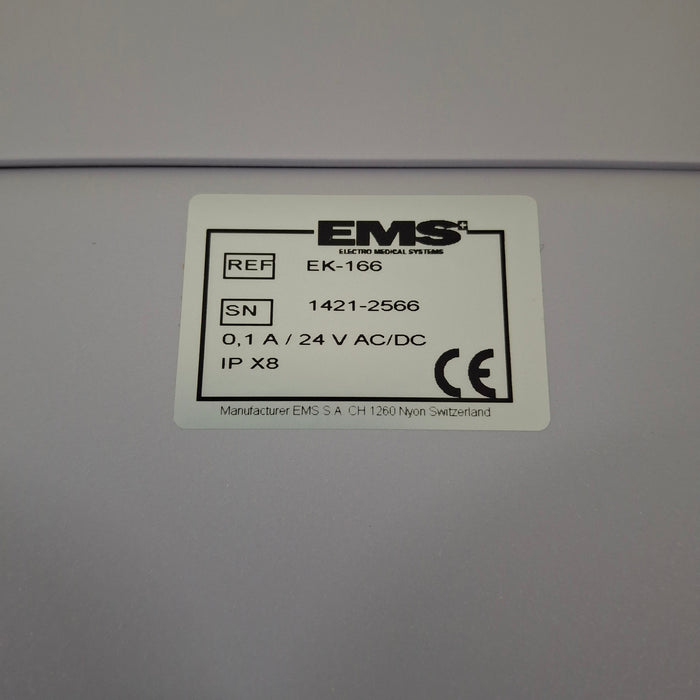 EMS
ELECTRO MEDICAL SYSTEMS
REF EK-166
SN 1421-2566
0,1 A / 24 V AC/DC
IP X8
CE
Manufacturer EMS S.A. CH 1260 Nyon Switzerland